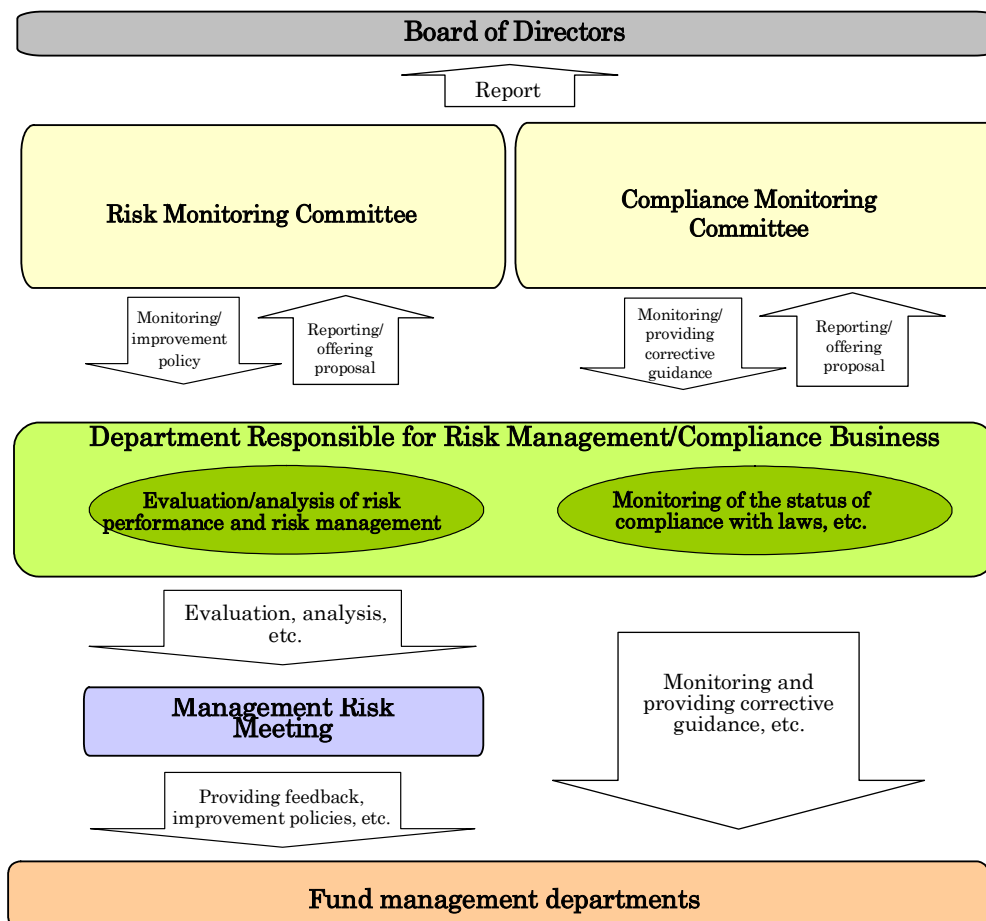 Board of Directors
Report
Risk Monitoring Committee
Compliance Monitoring
Committee
Monitoring/
improvement
policy
Reporting/
offering
proposal
Monitoring/
providing
corrective
guidance
Reporting/
offering
proposal
Department Responsible for Risk Management/Compliance Business
Evaluation/analysis of risk
performance and risk management
Monitoring of the status of
compliance with laws, etc.
Evaluation, analysis,
etc.
Management Risk
Meeting
Monitoring and
providing corrective
guidance, etc.
Providing feedback,
improvement policies, etc.
Fund management departments